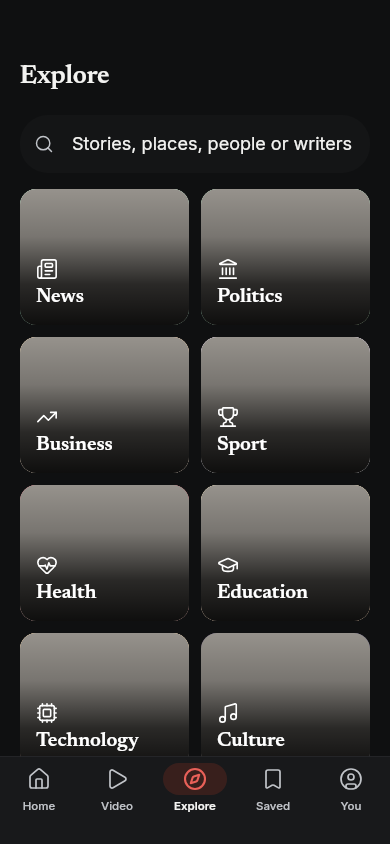 Explore
Stories, places, people or writers
News
Politics
Business
Sport
Health
Education
Technology
Culture
Home
Video
Explore
Saved
You